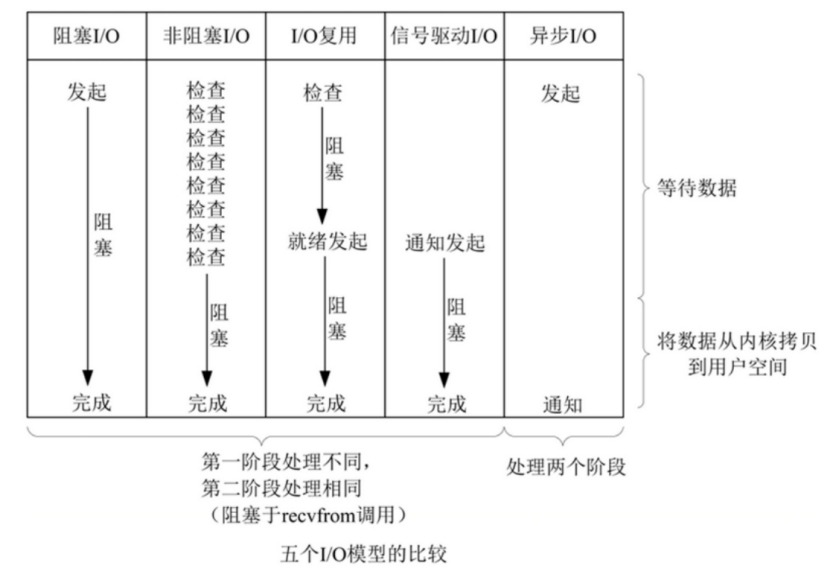 阻塞I/O 非阻塞I/O I/O复用 信号驱动I/O 异步I/O
发起 检查 检查 发起
检查
检查
检查
检查
检查
检查
检查
阻塞
阻塞
就绪发起 通知发起
阻塞 阻塞 阻塞
完成 完成 完成 完成 通知
等待数据
将数据从内核拷贝
到用户空间
第一阶段处理不同，
第二阶段处理相同
（阻塞于recvfrom调用）
处理两个阶段
五个I/O模型的比较